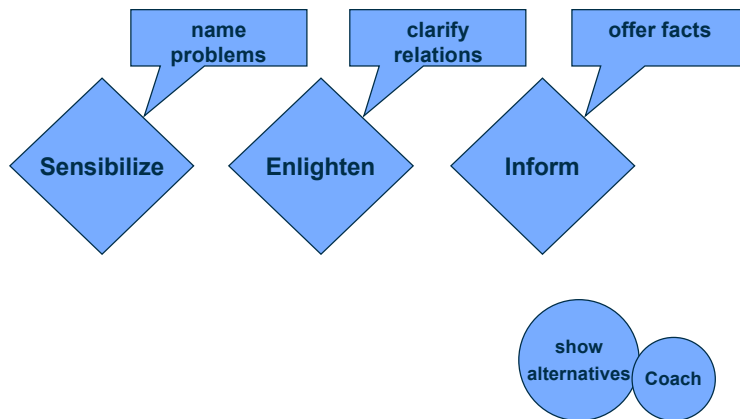 name
problems
clarify
relations
offer facts
Sensibilize
Enlighten
Inform
show
alternatives
Coach